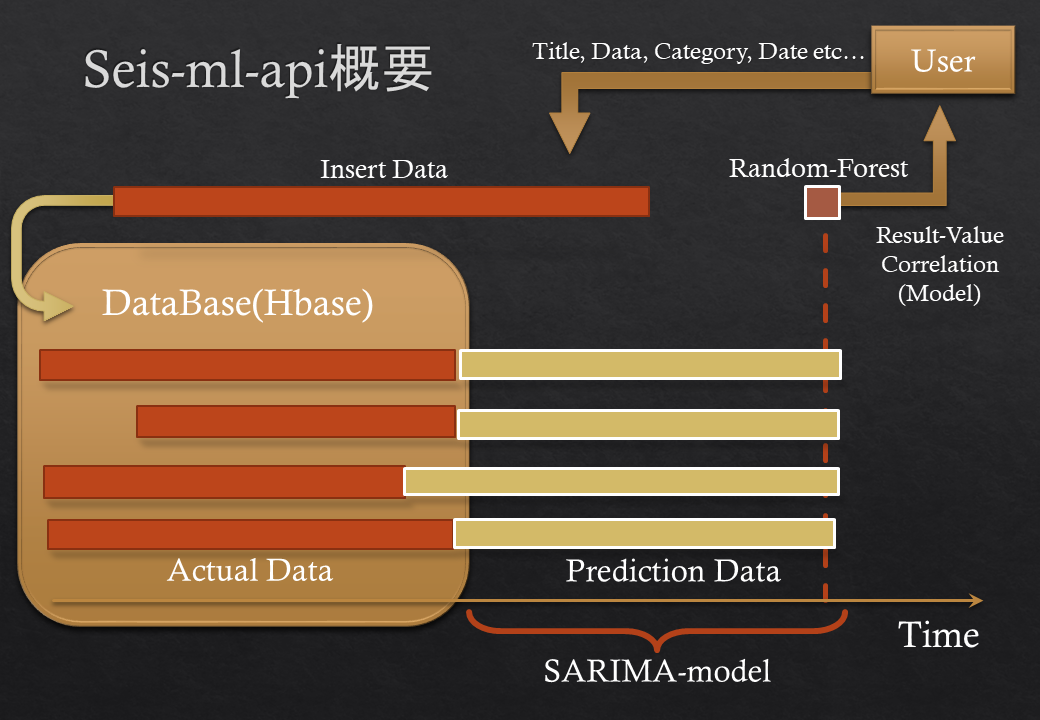 Seis-ml-api概要
Title, Data, Category, Date etc…
User
Insert Data
Random-Forest
Result-Value
Correlation
(Model)
DataBase(Hbase)
Actual Data
Prediction Data
Time
SARIMA-model